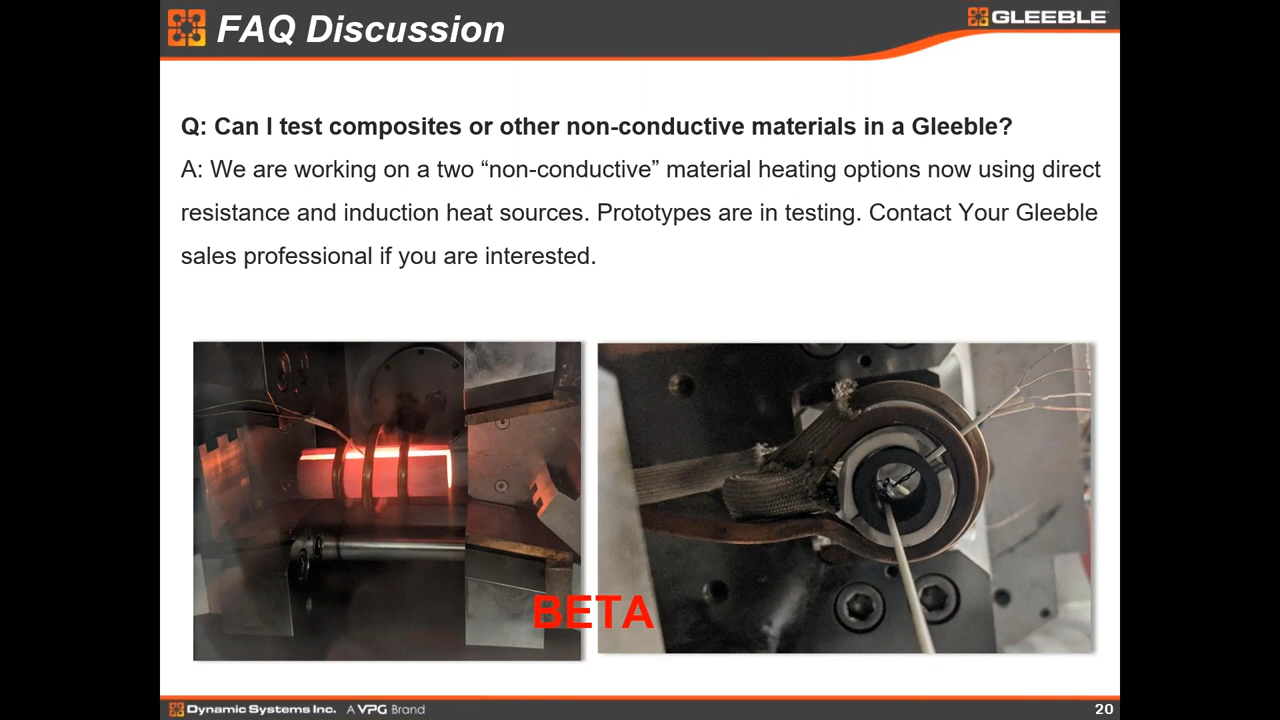 FAQ Discussion
GLEEBLE
Q: Can I test composites or other non-conductive materials in a Gleeble?
A: We are working on a two “non-conductive” material heating options now using direct
resistance and induction heat sources. Prototypes are in testing. Contact Your Gleeble
sales professional if you are interested.
BETA
Dynamic Systems Inc. A VPG Brand
20